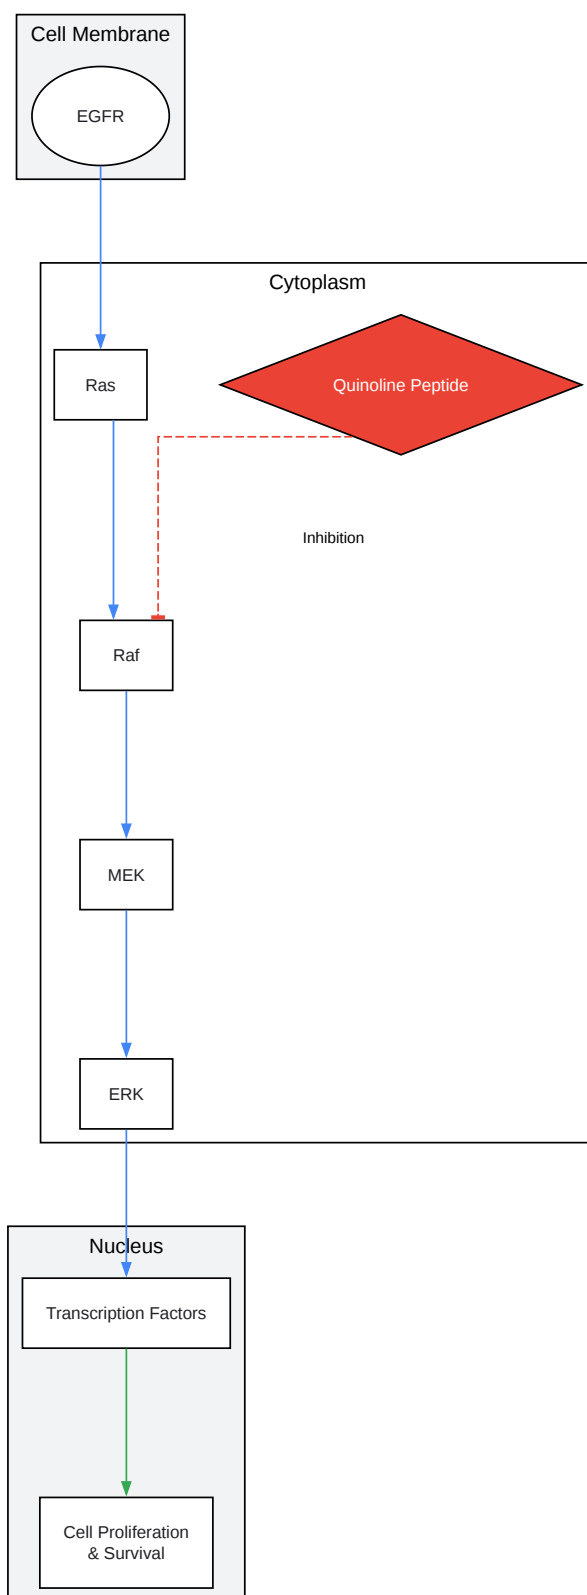 Cell Membrane
EGFR
Cytoplasm
Ras
Quinoline Peptide
Inhibition
Raf
MEK
ERK
Nucleus
Transcription Factors
Cell Proliferation
& Survival